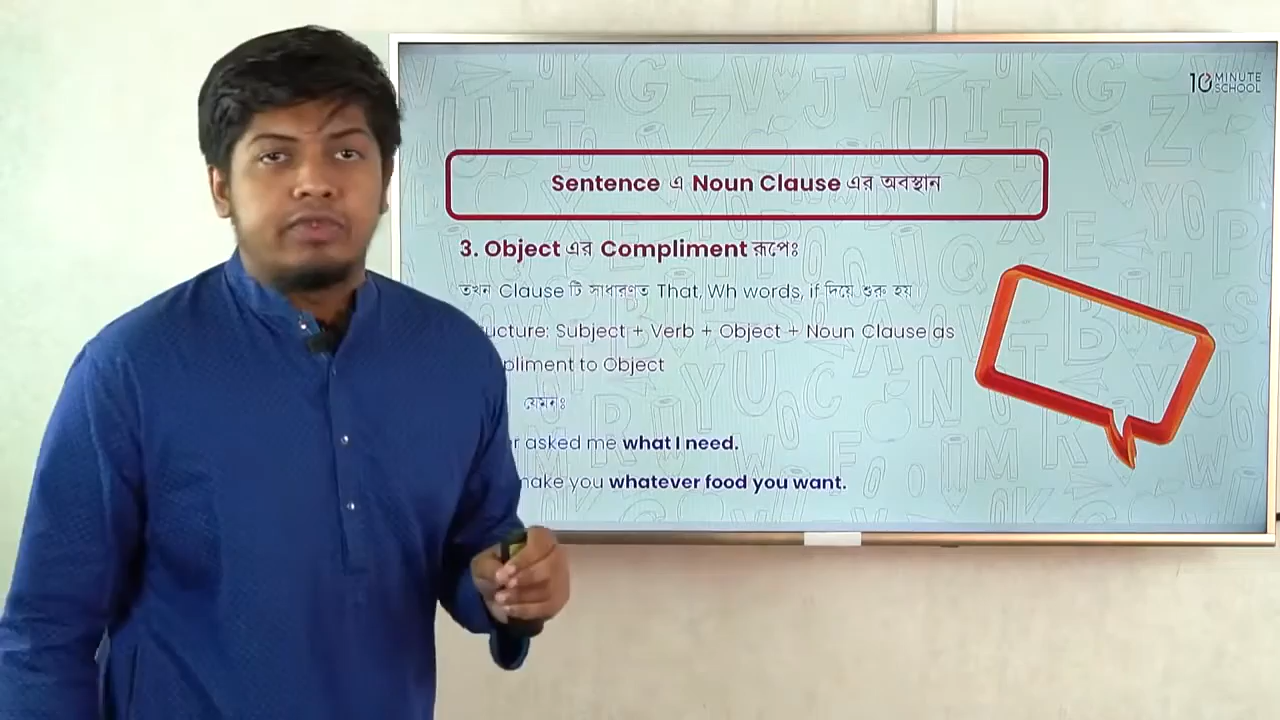 10 MINUTE SCHOOL
Sentence এ Noun Clause এর অবস্থান
3. Object এর Compliment রূপেঃ
তখন Clause টি সাধারণত That, Wh words, if দিয়ে শুরু হয়।
ucture: Subject + Verb + Object + Noun Clause as
pliment to Object
যেমনঃ
r asked me what I need.
make you whatever food you want.